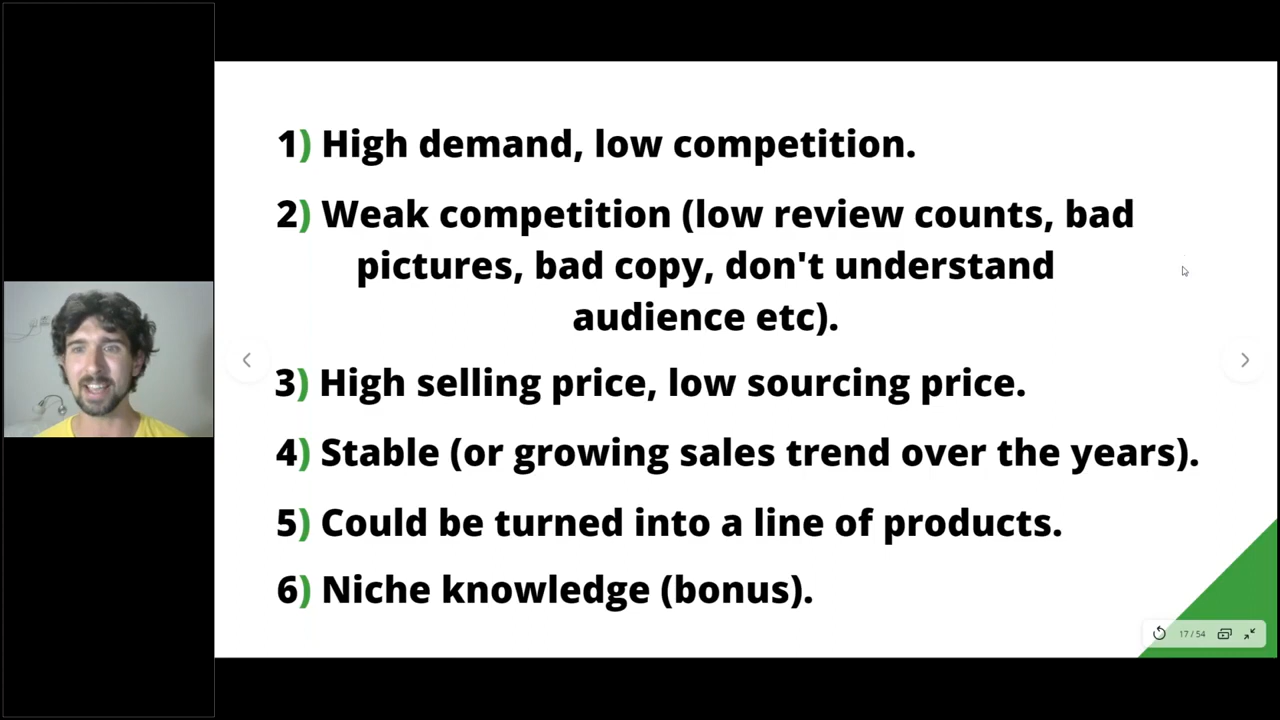 1) High demand, low competition.
2) Weak competition (low review counts, bad
pictures, bad copy, don't understand
audience etc).
3) High selling price, low sourcing price.
4) Stable (or growing sales trend over the years).
5) Could be turned into a line of products.
6) Niche knowledge (bonus).
17 / 54